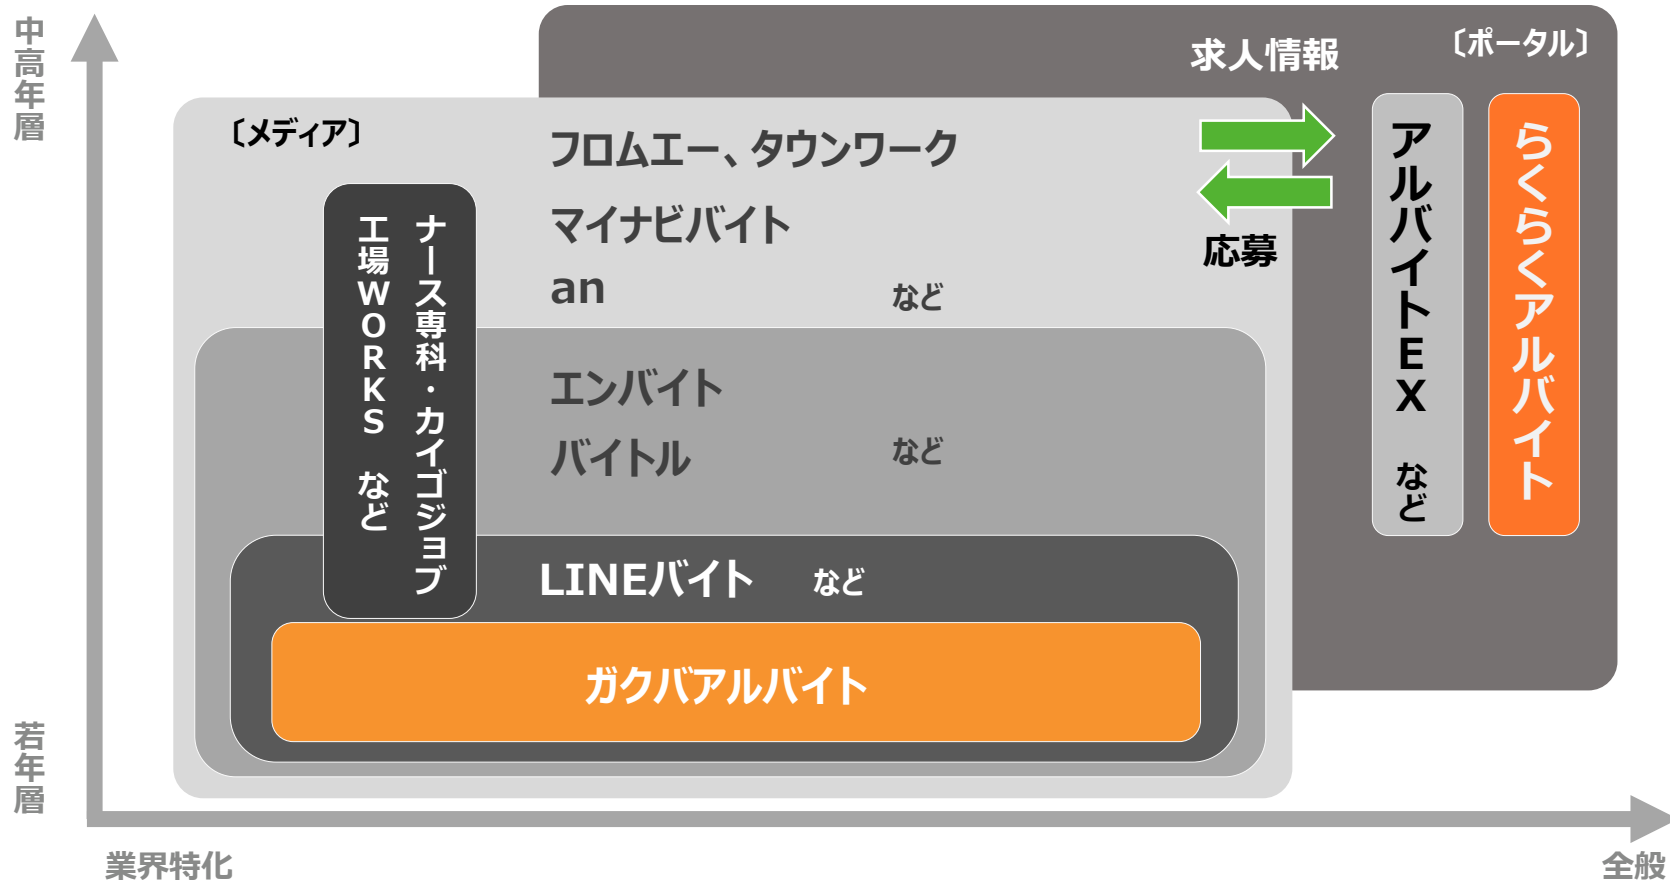 中高年層
求人情報
〔ポータル〕
〔メディア〕
フロムエー、タウンワーク
マイナビバイト
an
など
応募
アルバイトEX など
らくらくアルバイト
ナース専科・カイゴジョブ
工場WORKS など
エンバイト
バイトル
など
LINEバイト など
ガクバアルバイト
若年層
業界特化
全般